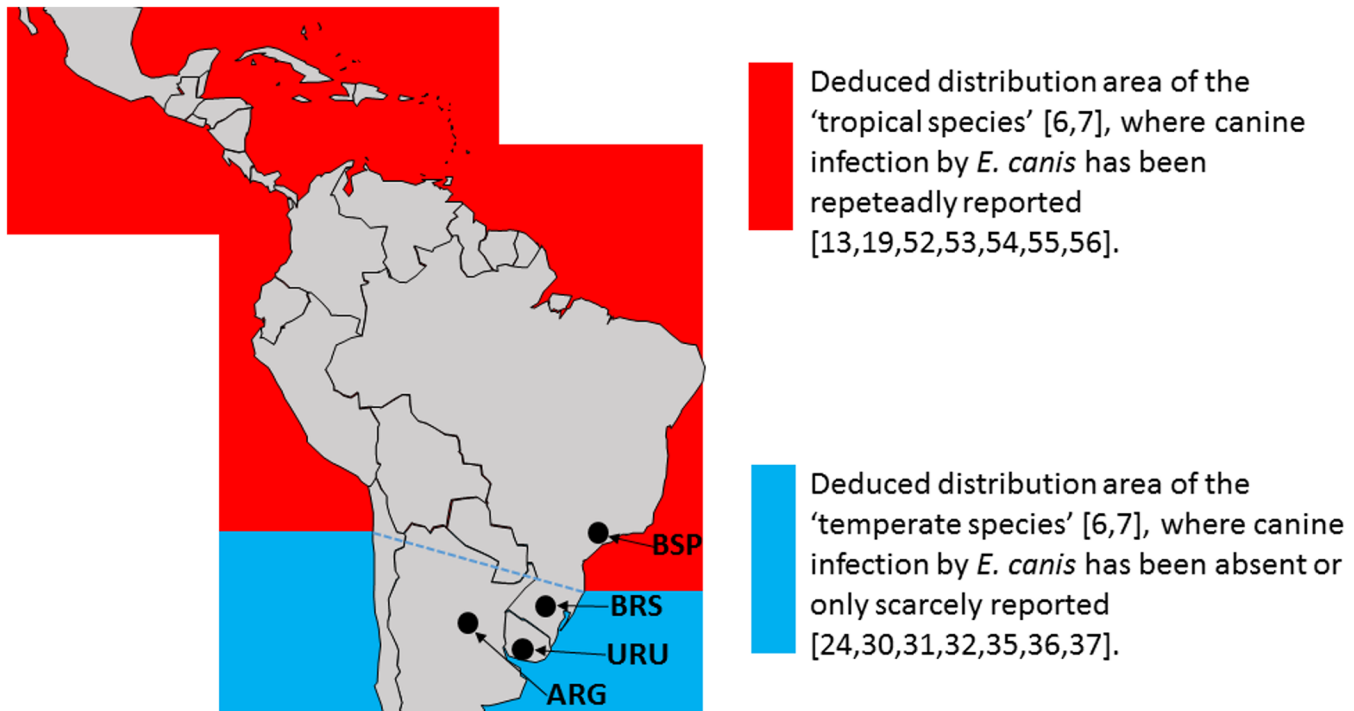 Deduced distribution area of the
‘tropical species’ [6,7], where canine
infection by E. canis has been
repeteadly reported
[13,19,52,53,54,55,56].
BSP
BRS
URU
ARG
Deduced distribution area of the
‘temperate species’ [6,7], where canine
infection by E. canis has been absent or
only scarcely reported
[24,30,31,32,35,36,37].